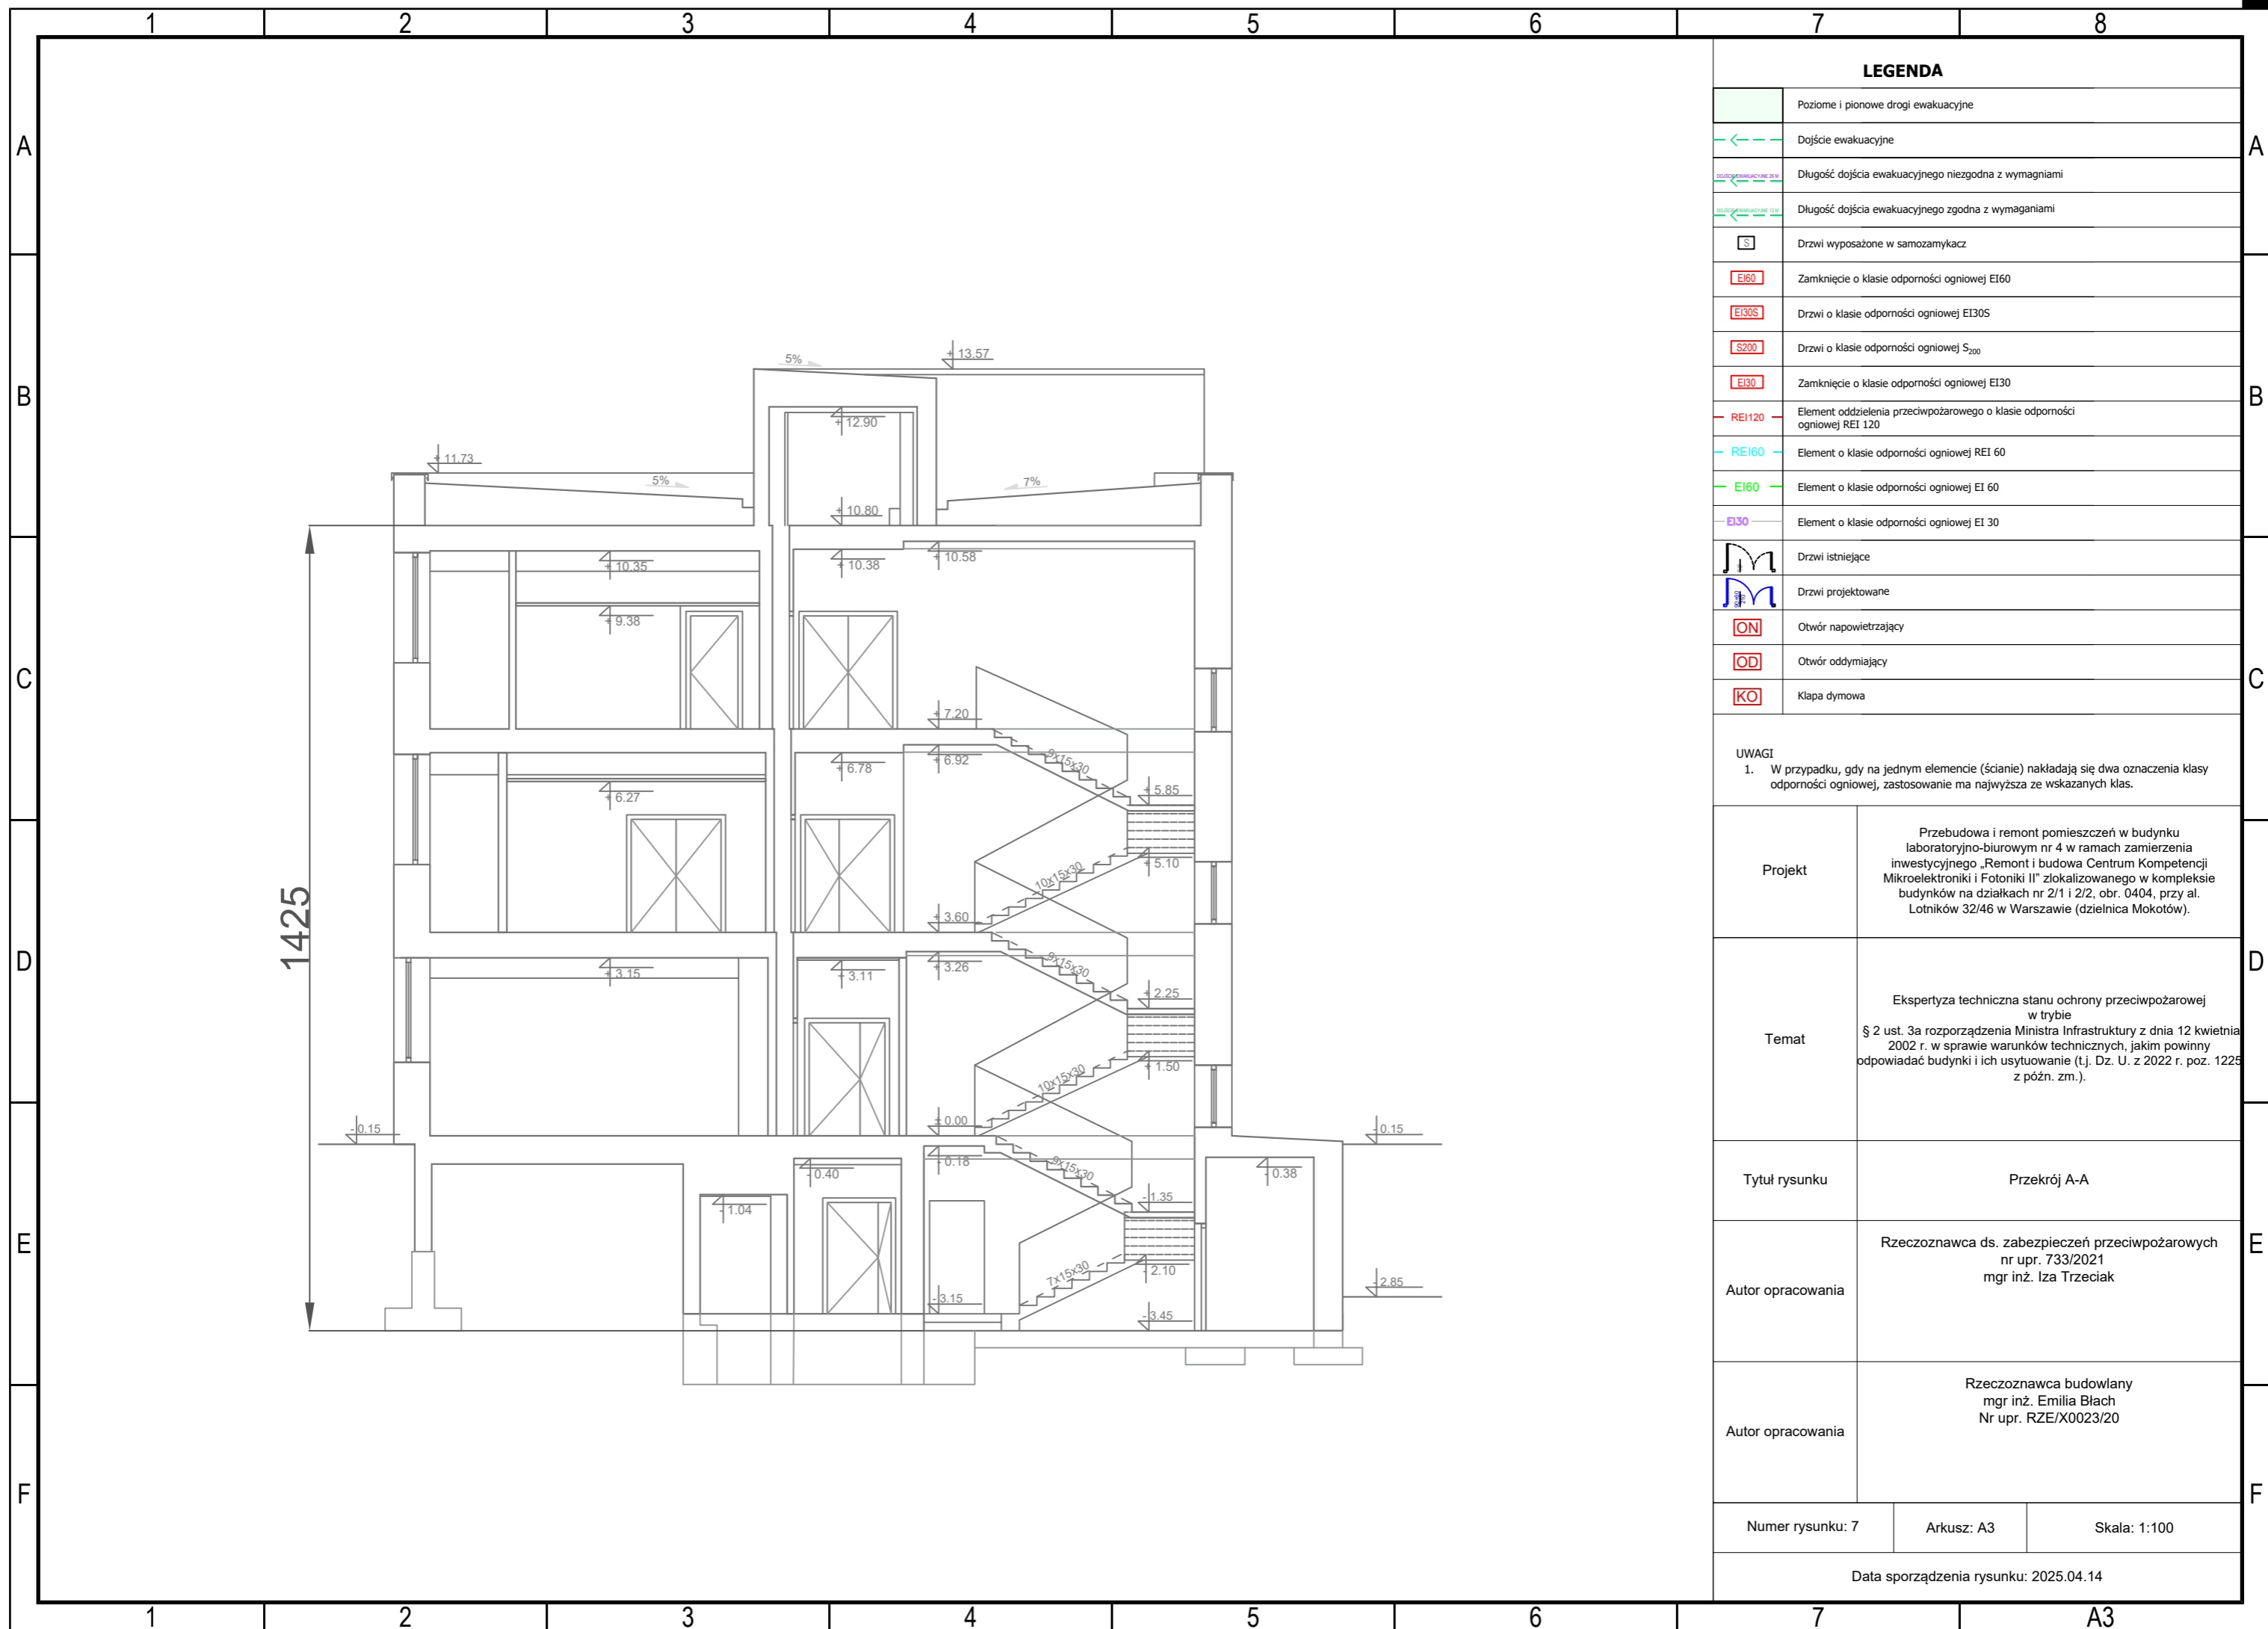 1 2 3 4 5 6 7 8
A A
B B
C C
D D
E E
F F
5%
+ 13.57
+ 12.90
+ 11.73
5%
7%
+ 10.80
+ 10.35
+ 10.38
+ 10.58
+ 9.38
+ 7.20
9x15x30
+ 6.78
+ 6.92
+ 6.27
+ 5.85
+ 5.10
10x15x30
1425
+ 3.60
+ 3.15
+ 3.11
+ 3.26
9x15x30
+ 2.25
+ 1.50
10x15x30
± 0.00
- 0.15
- 0.15
- 0.40
- 0.18
9x15x30
- 0.38
- 1.04
- 1.35
7x15x30
- 2.10
- 3.15
- 2.85
- 3.45
LEGENDA
Poziome i pionowe drogi ewakuacyjne
Dojście ewakuacyjne
Długość dojścia ewakuacyjnego niezgodna z wymagniami
Długość dojścia ewakuacyjnego zgodna z wymaganiami
S Drzwi wyposażone w samozamykacz
EI60 Zamknięcie o klasie odporności ogniowej EI60
EI30S Drzwi o klasie odporności ogniowej EI30S
S200 Drzwi o klasie odporności ogniowej S200
EI30 Zamknięcie o klasie odporności ogniowej EI30
REI120 Element oddzielenia przeciwpożarowego o klasie odporności
ogniowej REI 120
REI60 Element o klasie odporności ogniowej REI 60
EI60 Element o klasie odporności ogniowej EI 60
EI30 Element o klasie odporności ogniowej EI 30
Drzwi istniejące
Drzwi projektowane
ON Otwór napowietrzający
OD Otwór oddymiający
KO Klapa dymowa
UWAGI
1. W przypadku, gdy na jednym elemencie (ścianie) nakładają się dwa oznaczenia klasy
odporności ogniowej, zastosowanie ma najwyższa ze wskazanych klas.
Projekt
Przebudowa i remont pomieszczeń w budynku
laboratoryjno-biurowym nr 4 w ramach zamierzenia
inwestycyjnego „Remont i budowa Centrum Kompetencji
Mikroelektroniki i Fotoniki II” zlokalizowanego w kompleksie
budynków na działkach nr 2/1 i 2/2, obr. 0404, przy al.
Lotników 32/46 w Warszawie (dzielnica Mokotów).
Temat
Ekspertyza techniczna stanu ochrony przeciwpożarowej
w trybie
§ 2 ust. 3a rozporządzenia Ministra Infrastruktury z dnia 12 kwietnia
2002 r. w sprawie warunków technicznych, jakim powinny
odpowiadać budynki i ich usytuowanie (t.j. Dz. U. z 2022 r. poz. 1225
z późn. zm.).
Tytuł rysunku
Przekrój A-A
Autor opracowania
Rzeczoznawca ds. zabezpieczeń przeciwpożarowych
nr upr. 733/2021
mgr inż. Iza Trzeciak
Autor opracowania
Rzeczoznawca budowlany
mgr inż. Emilia Błach
Nr upr. RZE/X0023/20
Numer rysunku: 7
Arkusz: A3
Skala: 1:100
Data sporządzenia rysunku: 2025.04.14
1 2 3 4 5 6 7 A3